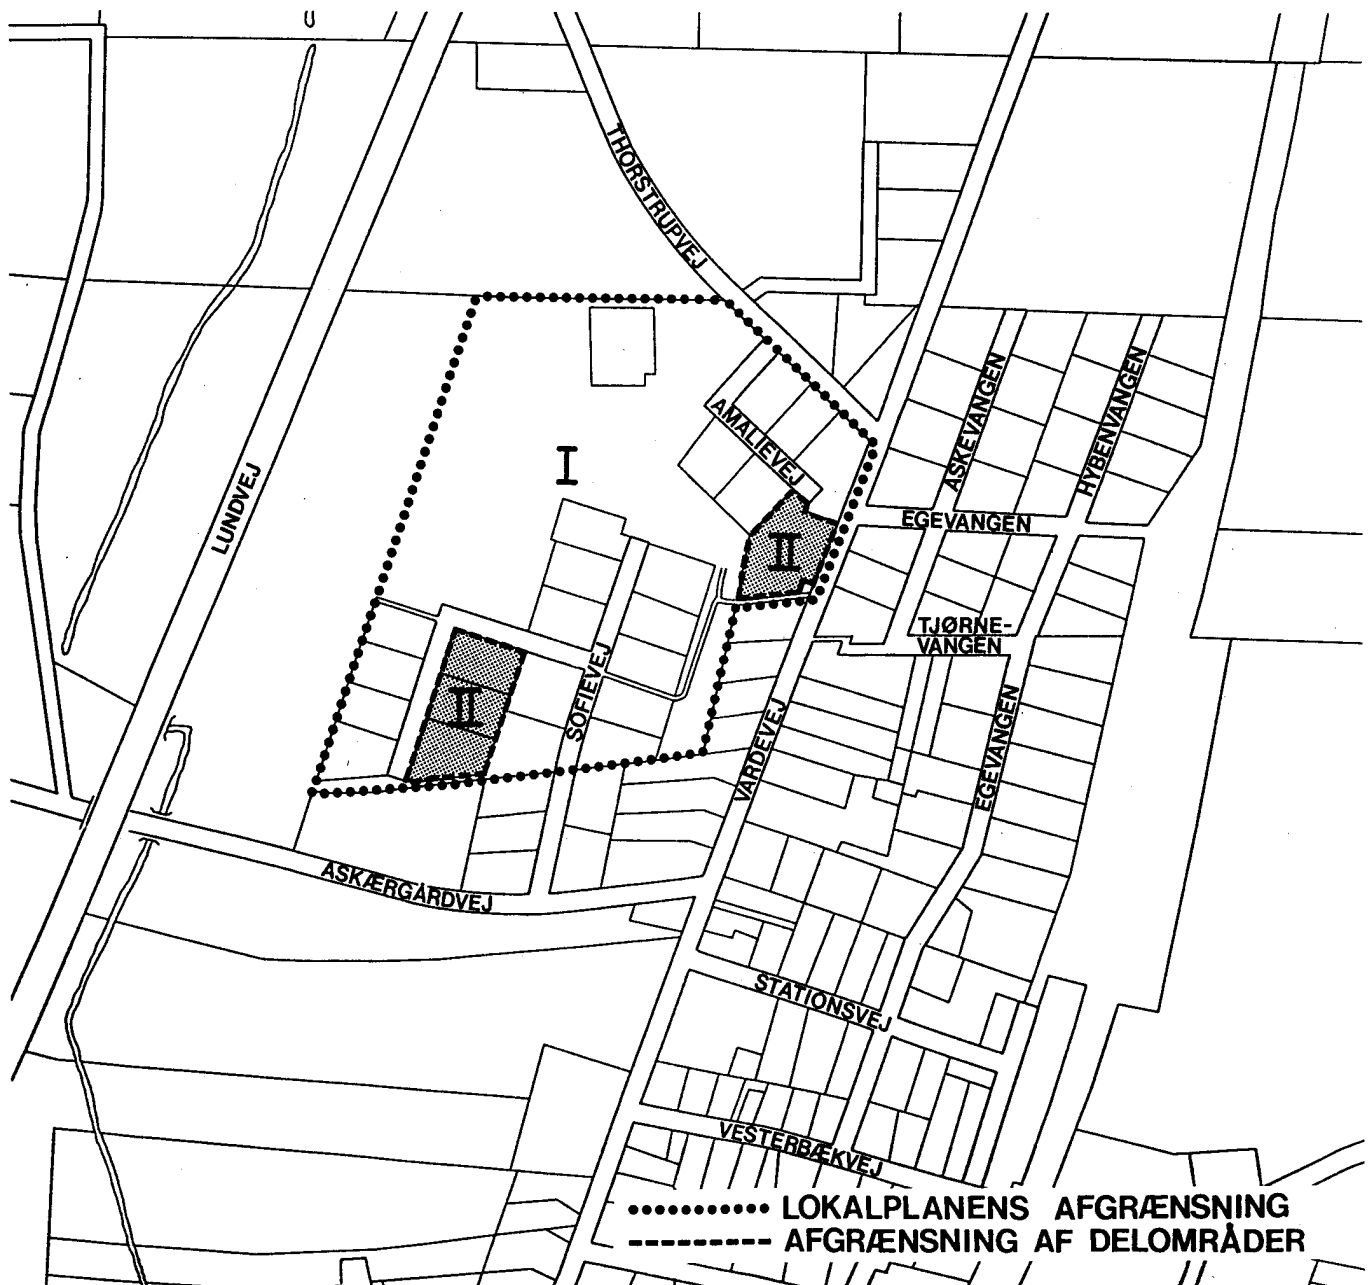 THORSTRUPVEJ
AMALIEVEJ
ASKEVANGEN
HYBENVANGEN
I
LUNDVEJ
EGEVANGEN
II
TJØRNE-
VANGEN
SOFIEVEJ
II
EGEVANGEN
VARDEVEJ
ASKÆRGÅRDVEJ
STATIONSVEJ
VESTERBÆKVEJ
LOKALPLANENS AFGRÆNSNING
AFGRÆNSNING AF DELOMRÅDER